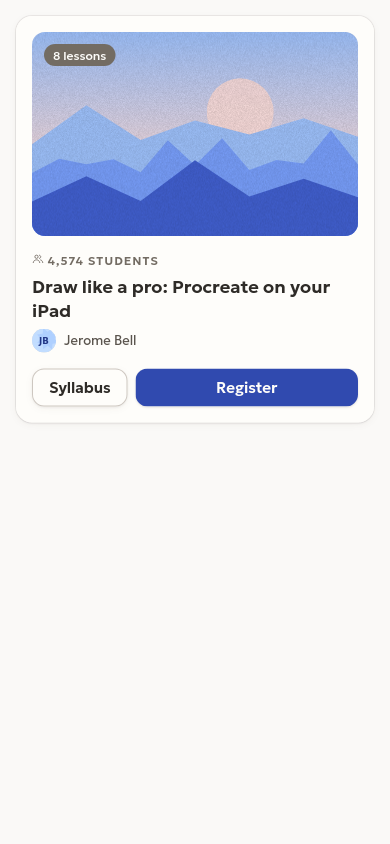 8 lessons
4,574 STUDENTS
Draw like a pro: Procreate on your
iPad
JB Jerome Bell
Syllabus Register